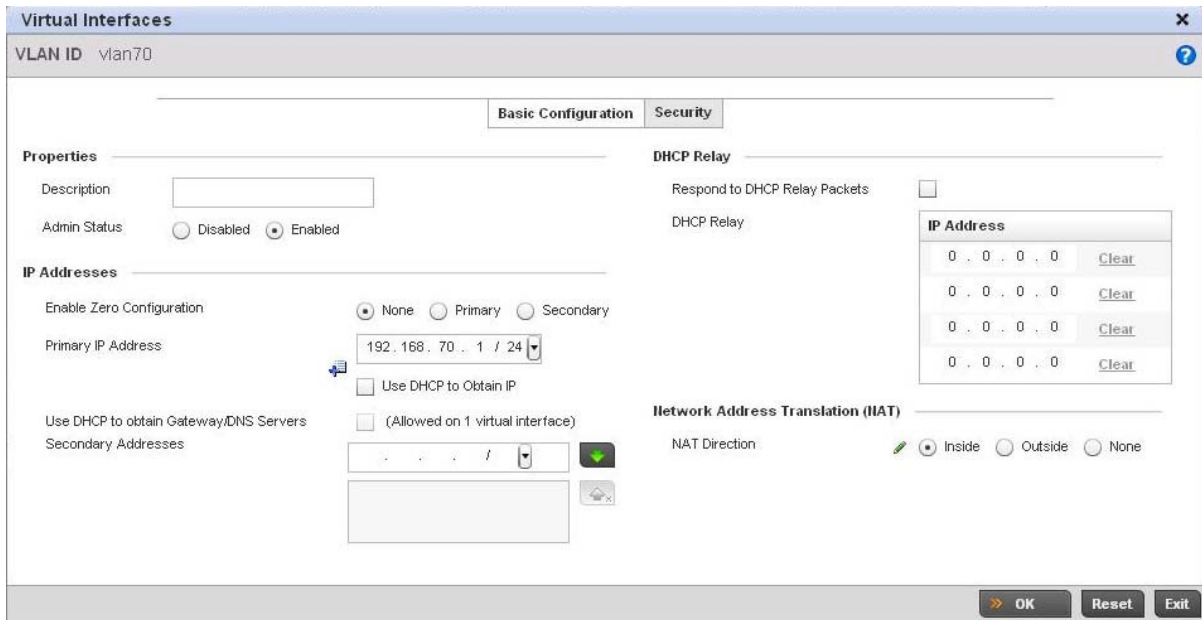 Virtual Interfaces
VLAN ID vlan70
Basic Configuration Security
Properties
Description
Admin Status Disabled Enabled
IP Addresses
Enable Zero Configuration None Primary Secondary
Primary IP Address 192 . 168 . 70 . 1 / 24
Use DHCP to Obtain IP
Use DHCP to obtain Gateway/DNS Servers (Allowed on 1 virtual interface)
Secondary Addresses . . . /
DHCP Relay
Respond to DHCP Relay Packets
DHCP Relay
IP Address
0 . 0 . 0 . 0 Clear
0 . 0 . 0 . 0 Clear
0 . 0 . 0 . 0 Clear
0 . 0 . 0 . 0 Clear
Network Address Translation (NAT)
NAT Direction Inside Outside None
OK Reset Exit